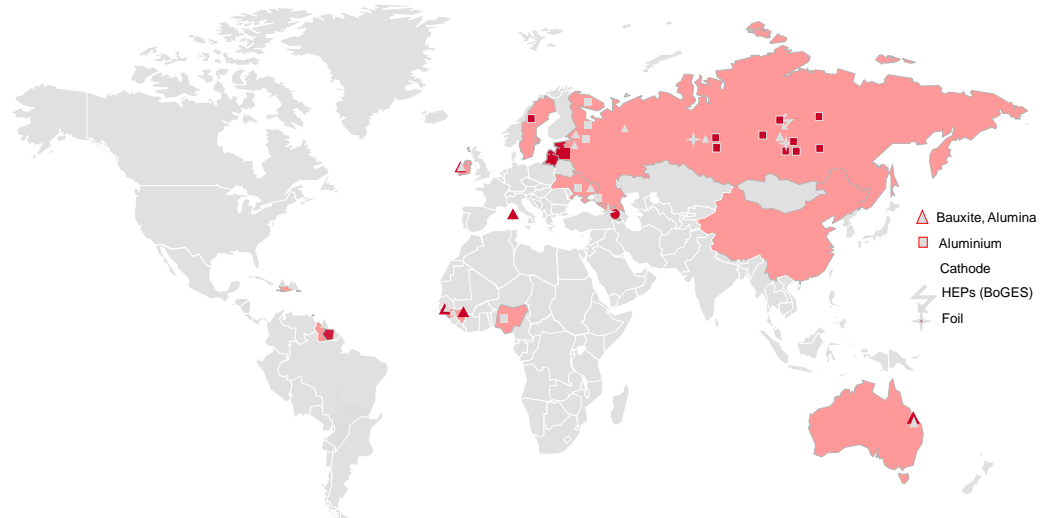 Bauxite, Alumina
Aluminium
Cathode
HEPs (BoGES)
Foil